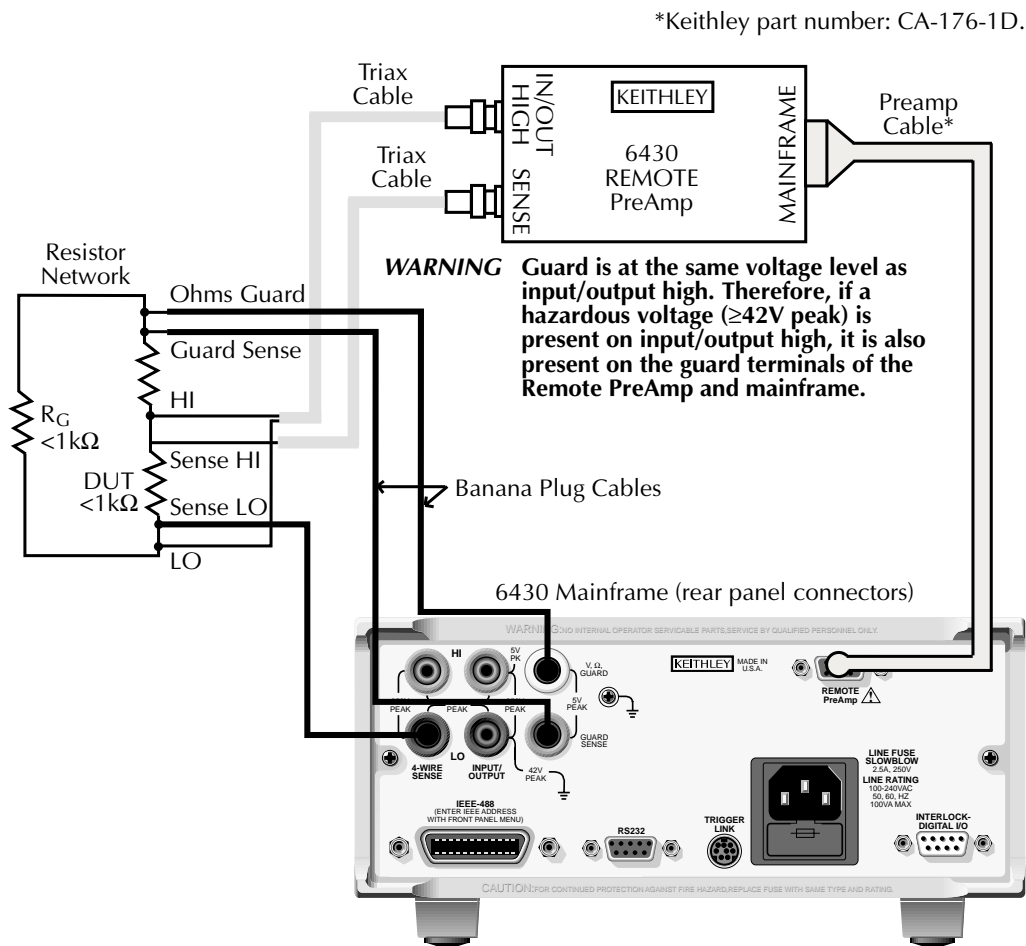 *Keithley part number: CA-176-1D.
Triax
Cable
Triax
Cable
IN/OUT
HIGH
SENSE
KEITHLEY
6430
REMOTE
PreAmp
MAINFRAME
Preamp
Cable*
WARNING Guard is at the same voltage level as
input/output high. Therefore, if a
hazardous voltage (≥42V peak) is
present on input/output high, it is also
present on the guard terminals of the
Remote PreAmp and mainframe.
Resistor
Network
Ohms Guard
Guard Sense
HI
RG
<1kΩ
Sense HI
DUT
<1kΩ
Sense LO
LO
Banana Plug Cables
6430 Mainframe (rear panel connectors)
WARNING:NO INTERNAL OPERATOR SERVICABLE PARTS,SERVICE BY QUALIFIED PERSONNEL ONLY.
HI
5V
PK
V, Ω,
GUARD
KEITHLEY
MADE IN
U.S.A.
REMOTE
PreAmp
PEAK
PEAK
PEAK
5V
PEAK
GUARD
SENSE
4-WIRE
SENSE
LO
INPUT/
OUTPUT
42V
PEAK
LINE FUSE
SLOWBLOW
2.5A, 250V
LINE RATING
100-240VAC
50, 60, HZ
100VA MAX
IEEE-488
(ENTER IEEE ADDRESS
WITH FRONT PANEL MENU)
RS232
TRIGGER
LINK
INTERLOCK-
DIGITAL I/O
CAUTION:FOR CONTINUED PROTECTION AGAINST FIRE HAZARD,REPLACE FUSE WITH SAME TYPE AND RATING.